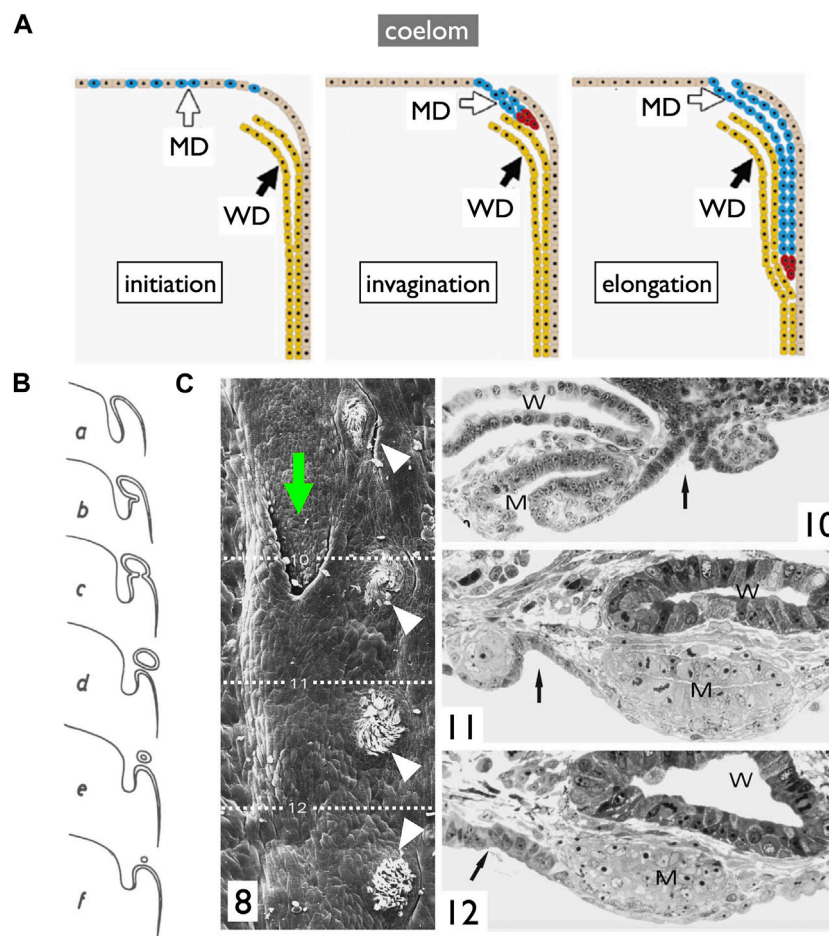 A
coelom
MD
WD
initiation
MD
WD
invagination
MD
WD
elongation
B
a
b
c
d
e
f
C
10
11
12
8
W
M
10
W
M
11
W
M
12